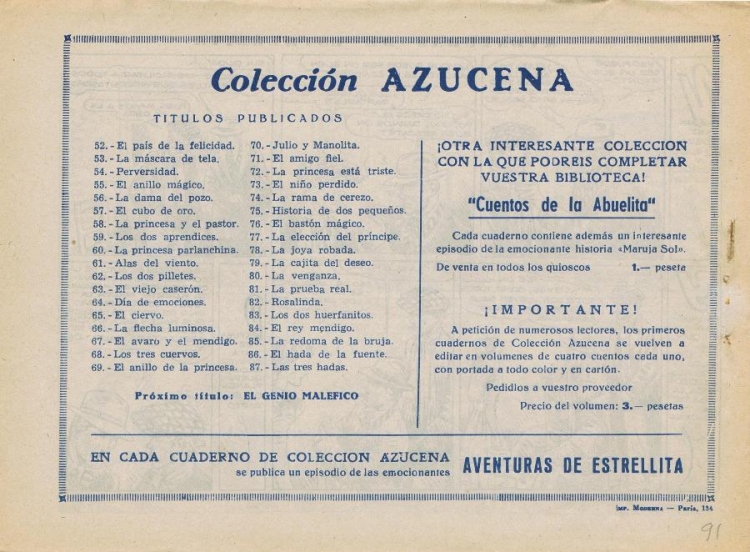 Colección AZUCENA
TITULOS PUBLICADOS
52.- El país de la felicidad.
53.- La máscara de tela.
54.- Perversidad.
55.- El anillo mágico,
56.- La dama del pozo.
57.- El cubo de oro.
58.- La princesa y el pastor.
59.- Los dos aprendices.
60.- La princesa parlanchina.
61.- Alas del viento.
62.- Los dos pilletes.
63.- El viejo caserón.
64.- Día de emociones.
65.- El ciervo.
66.- La flecha luminosa.
67.- El avaro y el mendigo.
68.- Los tres cuervos.
69.- El anillo de la princesa.
70.- Julio y Manolita.
71.- El amigo fiel.
72.- La princesa está triste.
73.- El niño perdido.
74.- La rama de cerezo.
75.- Historia de dos pequeños.
76.- El bastón mágico.
77.- La elección del príncipe.
78.- La joya robada.
79.- La cajita del deseo.
80.- La venganza.
81.- La prueba real.
82.- Rosalinda.
83.- Los dos huerfanitos.
84.- El rey mendigo.
85.- La redoma de la bruja.
86.- El hada de la fuente.
87.- Las tres hadas.
Próximo título: EL GENIO MALEFICO
¡OTRA INTERESANTE COLECCION
CON LA QUE PODREIS COMPLETAR
VUESTRA BIBLIOTECA!
"Cuentos de la Abuelita"
Cada cuaderno contiene además un interesante
episodio de la emocionante historia «Maruja Sol».
De venta en todos los quioscos 1.— peseta
¡IMPORTANTE!
A petición de numerosos lectores, los primeros
cuadernos de Colección Azucena se vuelven a
editar en volumenes de cuatro cuentos cada uno,
con portada a todo color y en cartón.
Pedidlos a vuestro proveedor
Precio del volumen: 3.— pesetas
EN CADA CUADERNO DE COLECCION AZUCENA
se publica un episodio de las emocionantes
AVENTURAS DE ESTRELLITA
IMP. MODERNA — París, 134
91